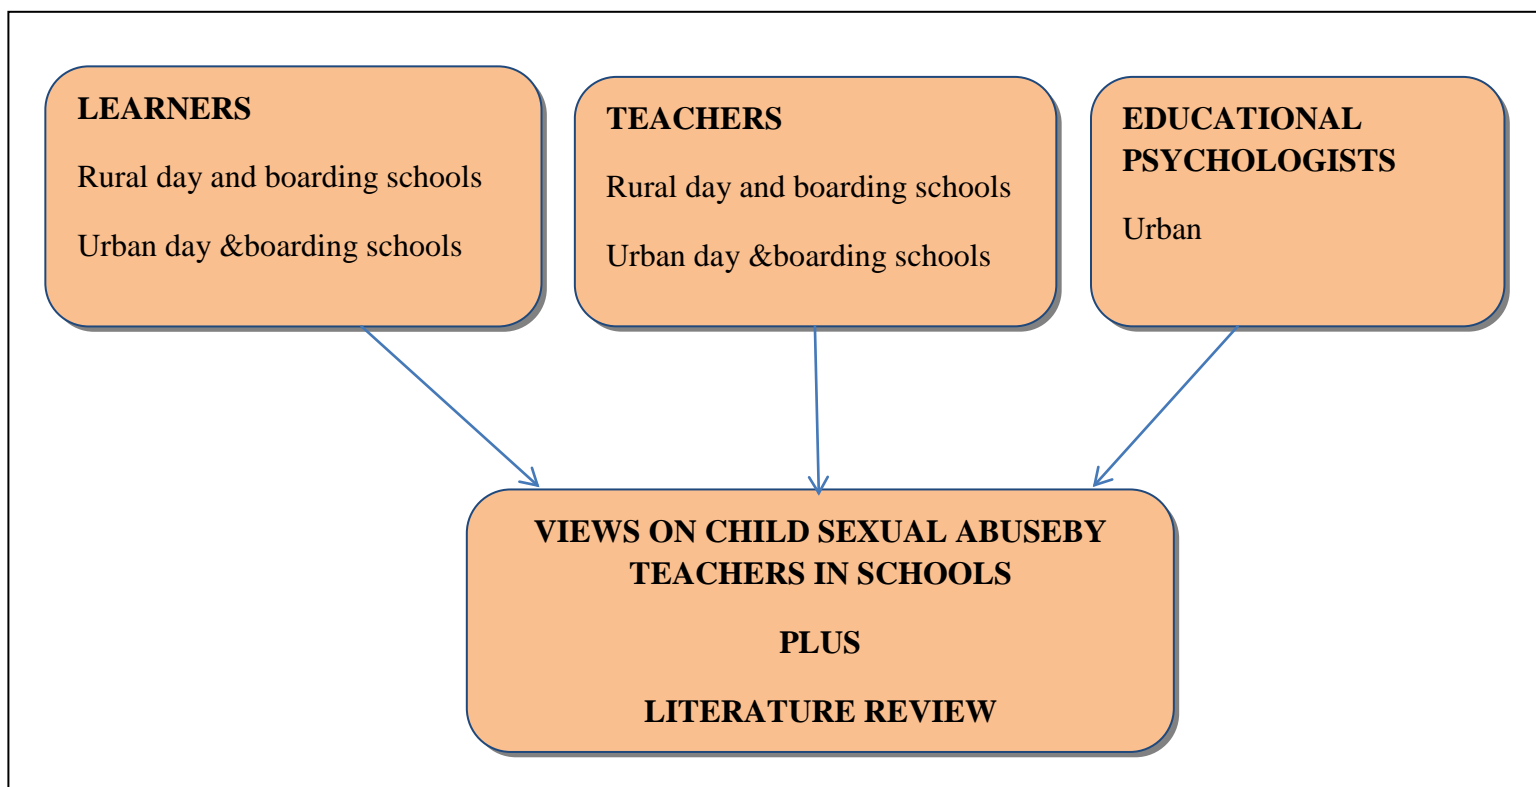 LEARNERS
Rural day and boarding schools
Urban day &boarding schools
TEACHERS
Rural day and boarding schools
Urban day &boarding schools
EDUCATIONAL
PSYCHOLOGISTS
Urban
VIEWS ON CHILD SEXUAL ABUSEBY
TEACHERS IN SCHOOLS
PLUS
LITERATURE REVIEW